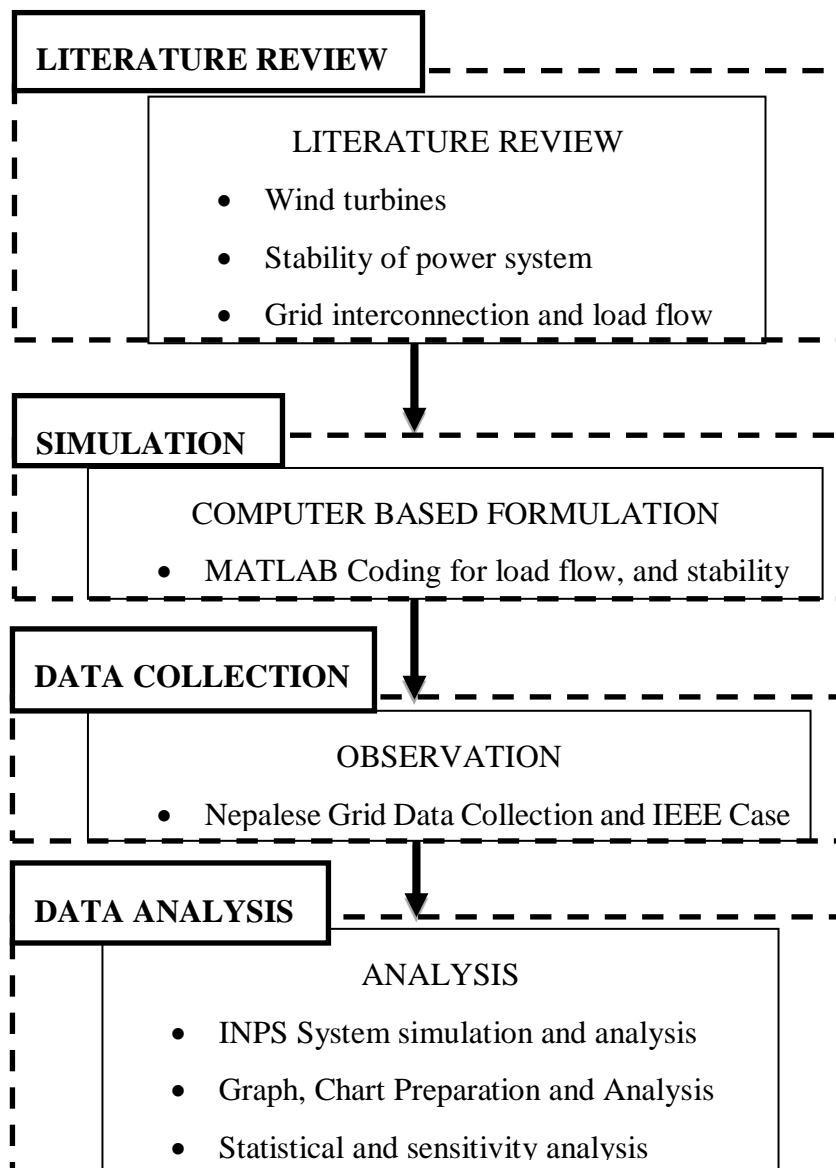 LITERATURE REVIEW
LITERATURE REVIEW
• Wind turbines
• Stability of power system
• Grid interconnection and load flow
SIMULATION
COMPUTER BASED FORMULATION
• MATLAB Coding for load flow, and stability
DATA COLLECTION
OBSERVATION
• Nepalese Grid Data Collection and IEEE Case
DATA ANALYSIS
ANALYSIS
• INPS System simulation and analysis
• Graph, Chart Preparation and Analysis
• Statistical and sensitivity analysis